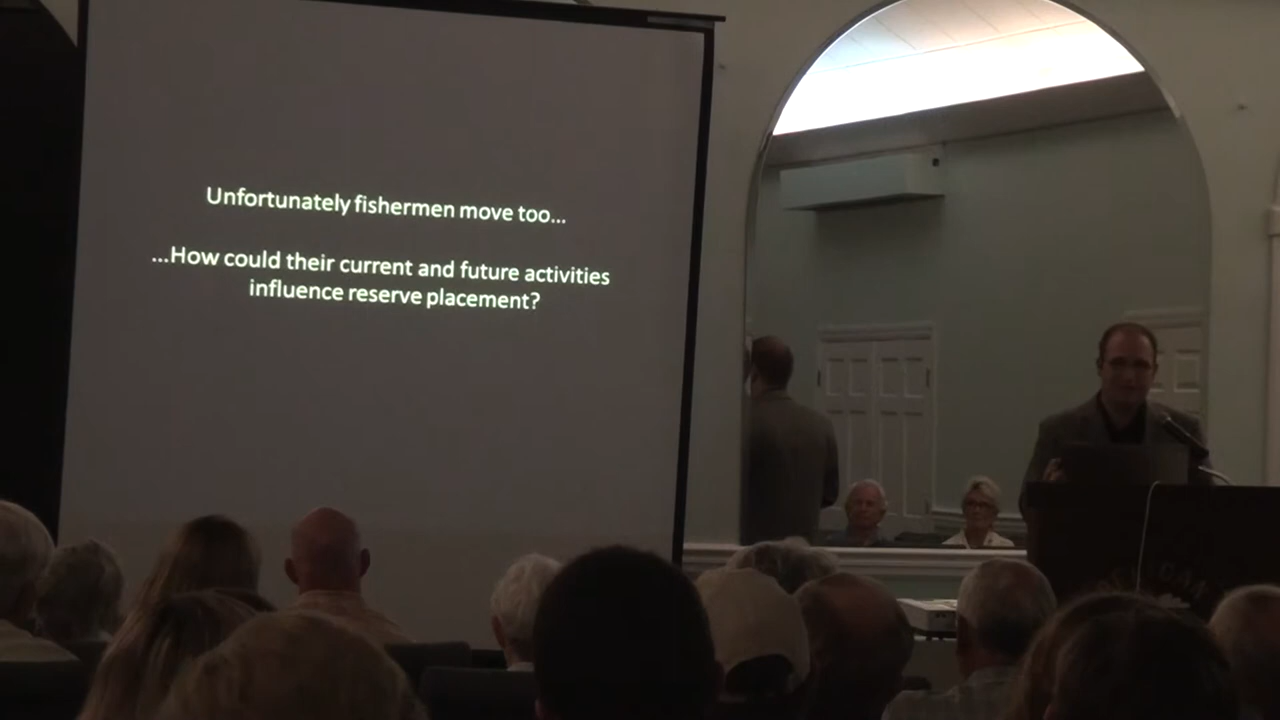 Unfortunately fishermen move too...
...How could their current and future activities
influence reserve placement?